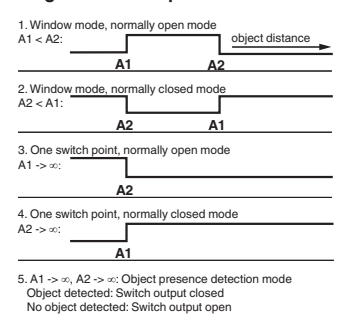 1. Window mode, normally open mode
A1 < A2:
object distance
A1 A2
2. Window mode, normally closed mode
A2 < A1:
A2 A1
3. One switch point, normally open mode
A1 -> ∞:
A2
4. One switch point, normally closed mode
A2 -> ∞:
A1
5. A1 -> ∞, A2 -> ∞: Object presence detection mode
Object detected: Switch output closed
No object detected: Switch output open